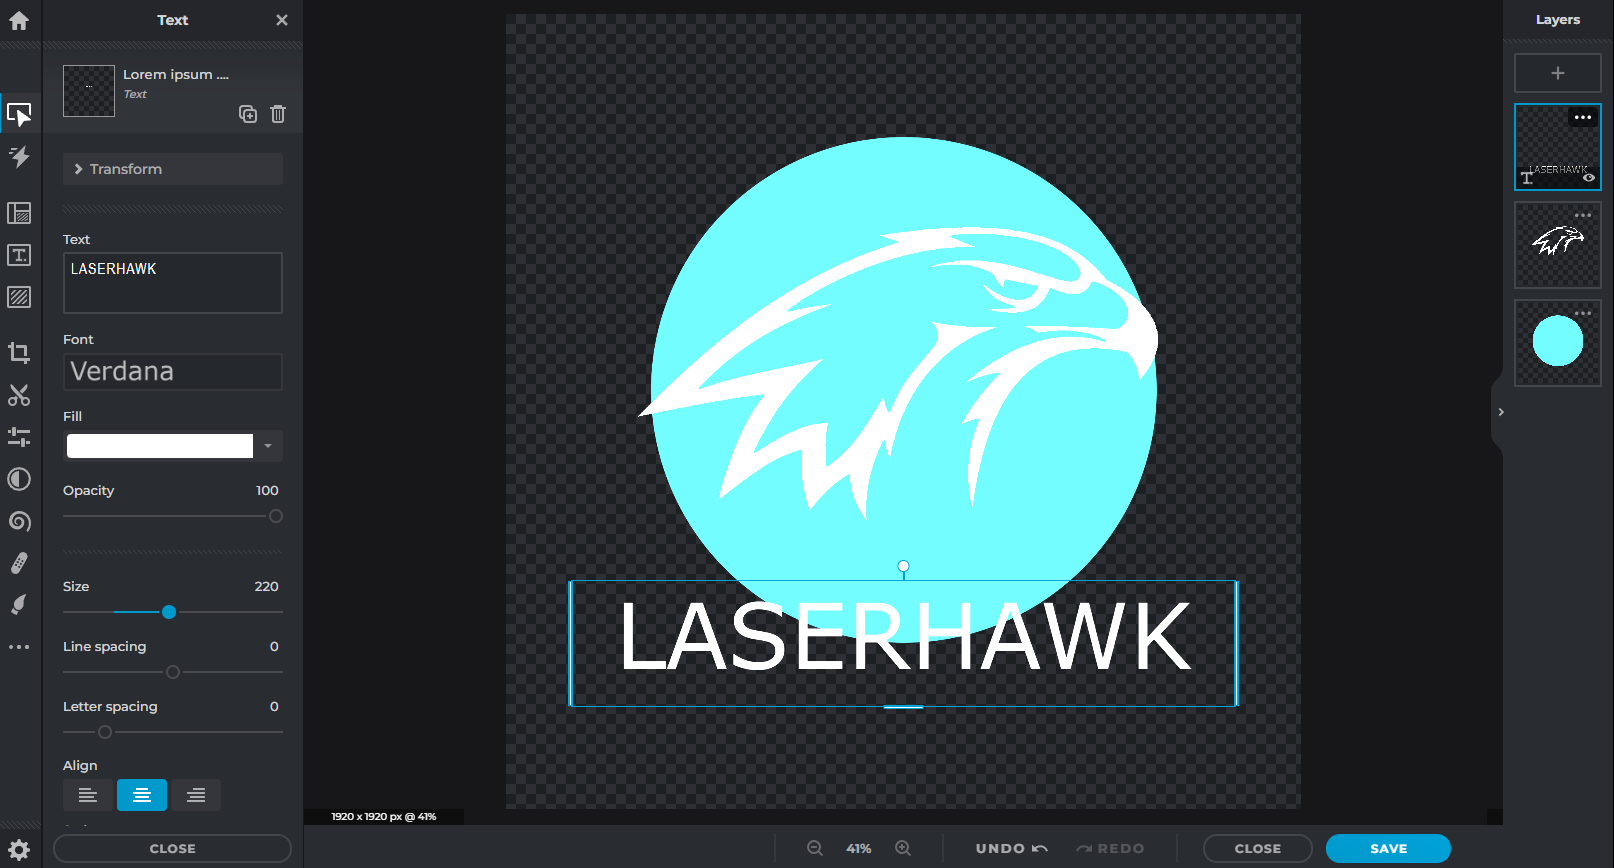 Text
Lorem ipsum ....
Text
Transform
Text
LASERHAWK
Font
Verdana
Fill
Opacity 100
Size 220
Line spacing 0
Letter spacing 0
Align
CLOSE
LASERHAWK
1920 x 1920 px @ 41%
41%
UNDO
REDO
CLOSE
SAVE
Layers
LASERHAWK
T.